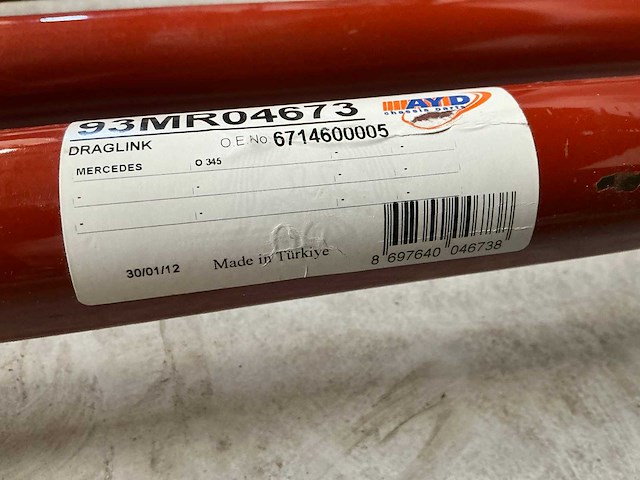 93MR04673
AYD
chassis parts
DRAGLINK O.E.No 6714600005
MERCEDES O 345 -
- - - -
- - - -
30/01/12 Made in Türkiye
8 697640 046738